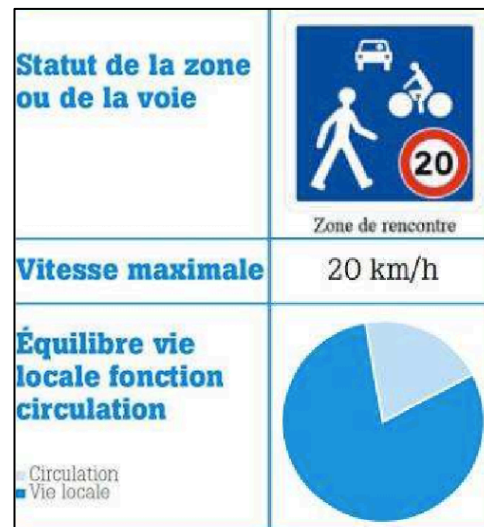 Statut de la zone
ou de la voie
20
Zone de rencontre
Vitesse maximale
20 km/h
Équilibre vie
locale fonction
circulation
Circulation
Vie locale